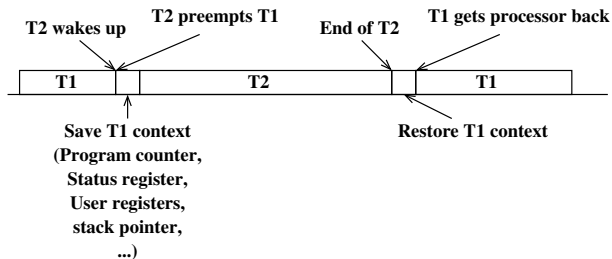 T2 wakes up
T2 preempts T1
End of T2
T1 gets processor back
T1
T2
T1
Save T1 context
(Program counter,
Status register,
User registers,
stack pointer,
...)
Restore T1 context